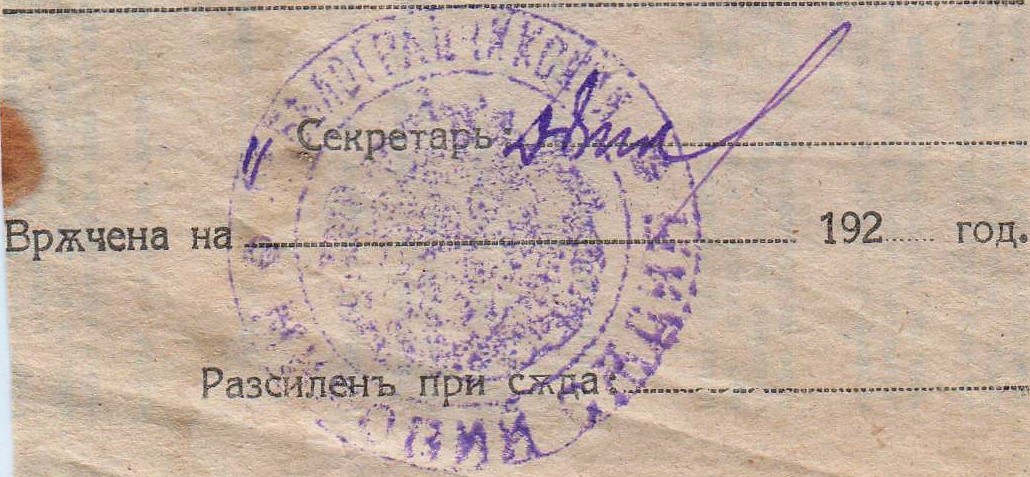 Секретарь:
Врѫчена на 192 год.
Разсиленъ при сѫда: